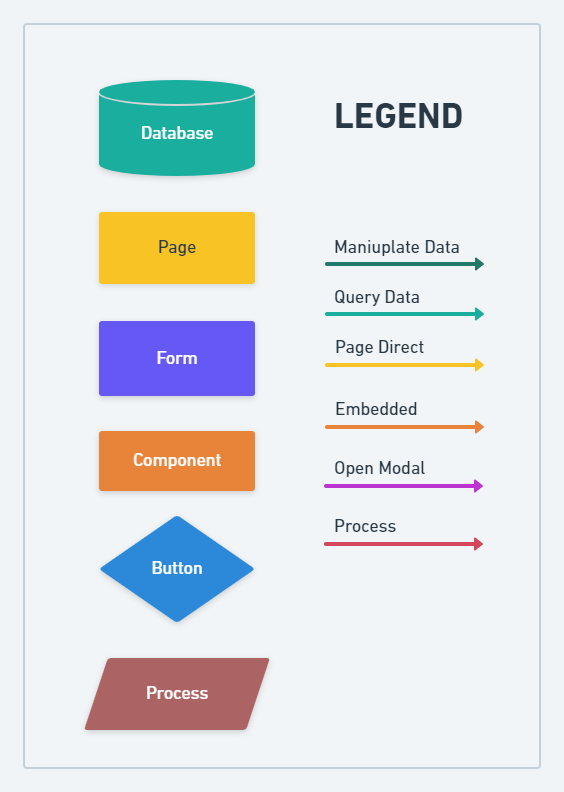 LEGEND
Database
Page
Form
Component
Button
Process
Maniuplate Data
Query Data
Page Direct
Embedded
Open Modal
Process